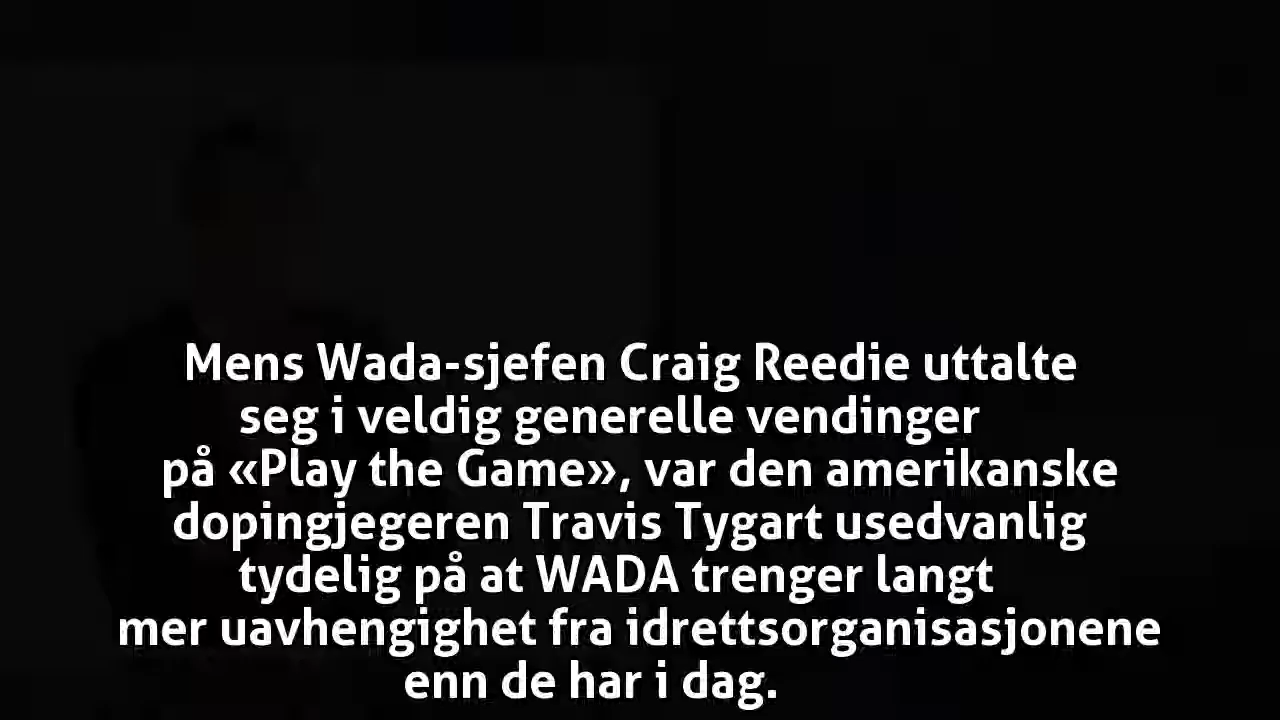 Mens Wada-sjefen Craig Reedie uttalte
seg i veldig generelle vendinger
på «Play the Game», var den amerikanske
dopingjegeren Travis Tygart usedvanlig
tydelig på at WADA trenger langt
mer uavhengighet fra idrettsorganisasjonene
enn de har i dag.